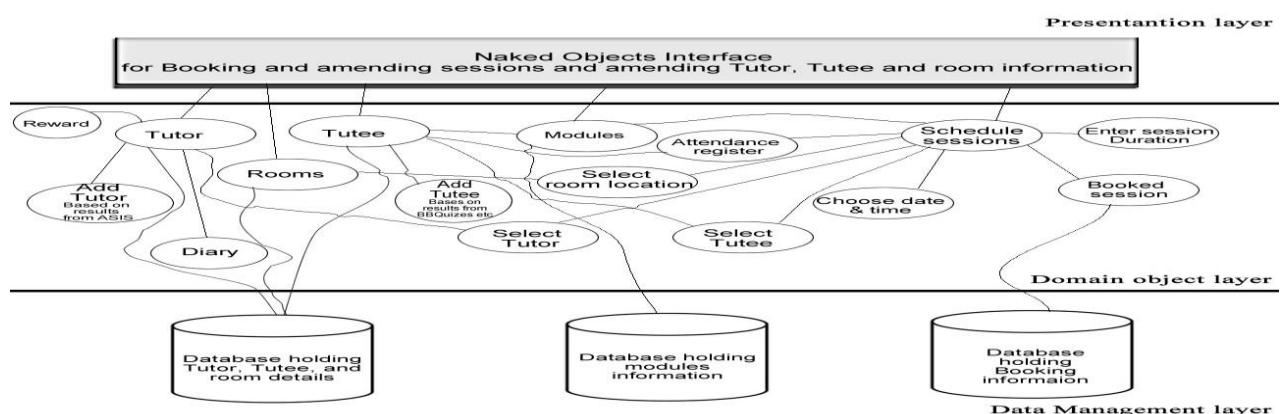 Presentantion layer
Naked Objects Interface
for Booking and amending sessions and amending Tutor, Tutee and room information
Reward
Tutor
Tutee
Modules
Attendance
register
Schedule
sessions
Enter session
Duration
Rooms
Add
Tutor
Based on
results
from ASIS
Add
Tutee
Bases on
results from
BBQuizes etc
Select
room location
Choose date
& time
Booked
session
Diary
Select
Tutor
Select
Tutee
Domain object layer
Database holding
Tutor, Tutee, and
room details
Database holding
modules
information
Database
holding
Booking
informaion
Data Management layer